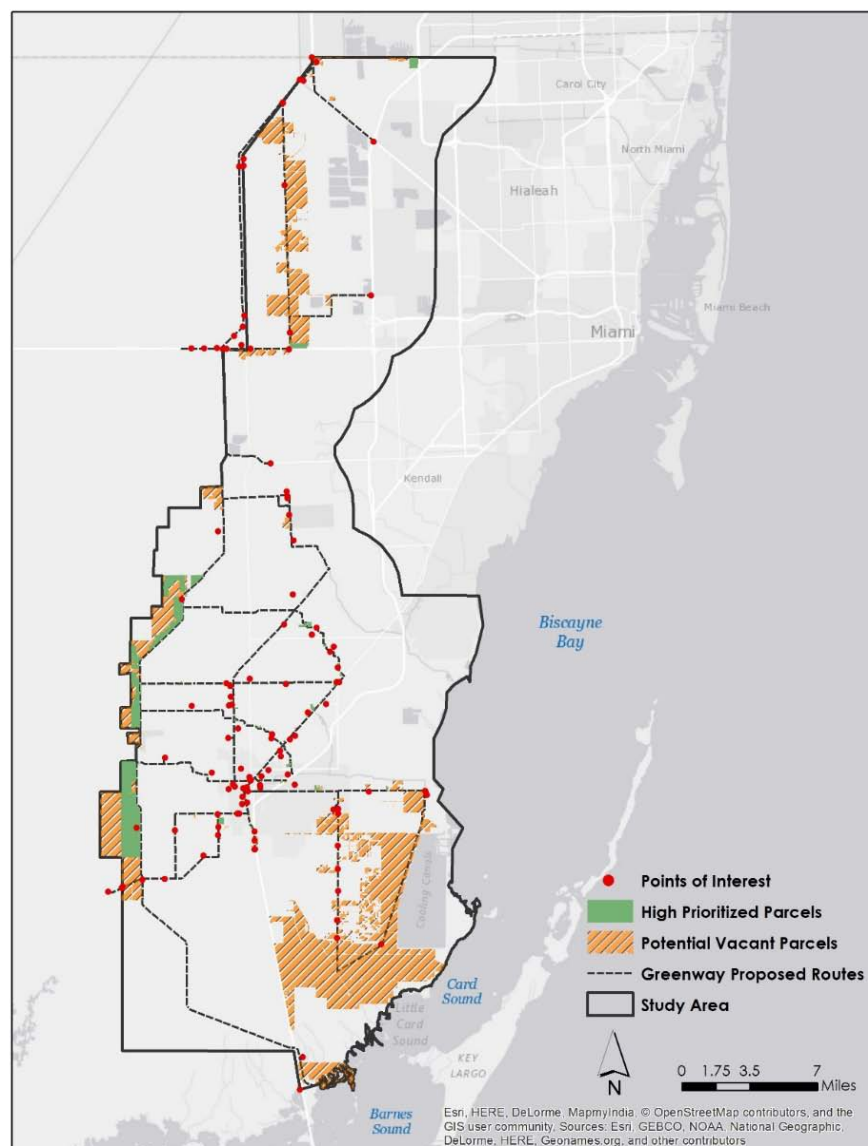 Carol City
North Miami
Hialeah
Miami Beach
Miami
Kendall
Biscayne
Bay
Cooling Canals
Points of Interest
High Prioritized Parcels
Potential Vacant Parcels
Greenway Proposed Routes
Study Area
Card
Sound
Little
Card
Sound
KEY
LARGO
N
0 1.75 3.5 7
Miles
Barnes
Sound
Esri, HERE, DeLorme, MapmyIndia, © OpenStreetMap contributors, and the
GIS user community, Sources: Esri, GEBCO, NOAA, National Geographic,
DeLorme, HERE, Geonames.org, and other contributors